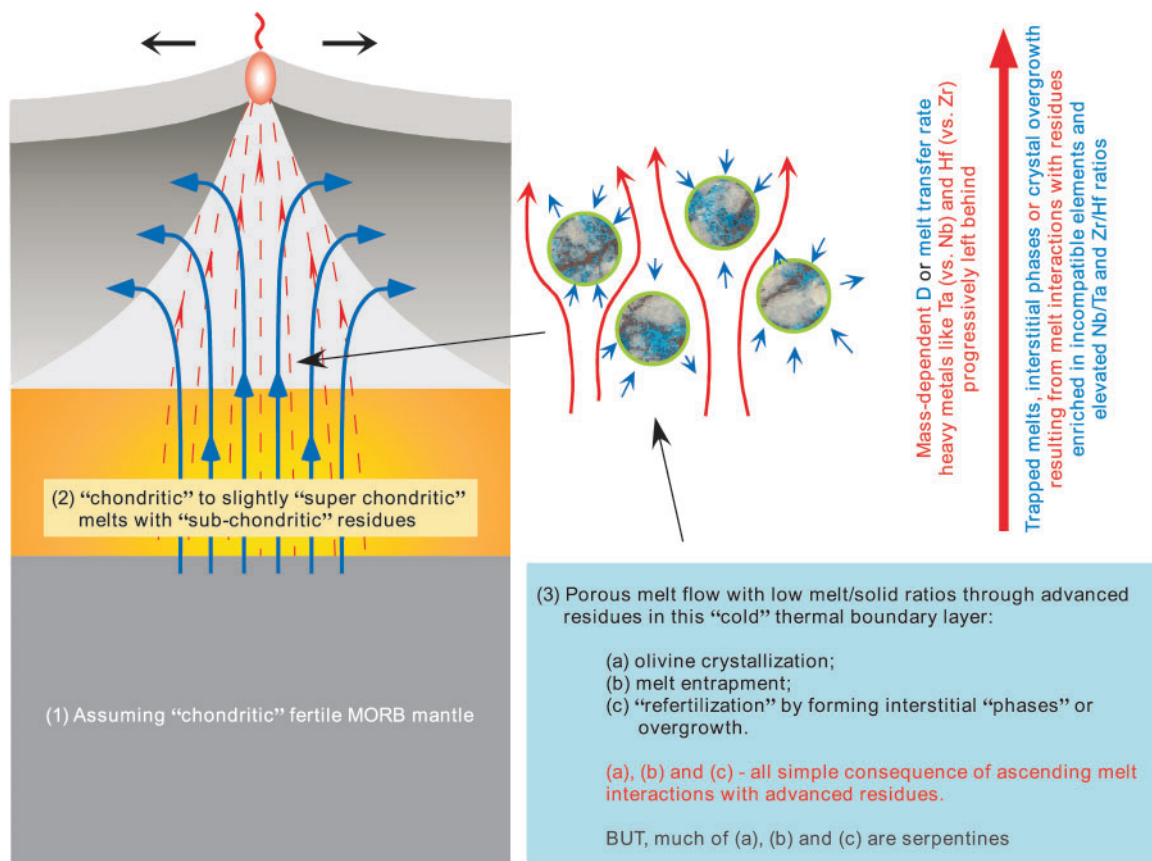 Mass-dependent D or melt transfer rate
heavy metals like Ta (vs. Nb) and Hf (vs. Zr)
progressively left behind
Trapped melts, interstitial phases or crystal overgrowth
resulting from melt interactions with residues
enriched in incompatible elements and
elevated Nb/Ta and Zr/Hf ratios
(2) “chondritic” to slightly “super chondritic”
melts with “sub-chondritic” residues
(1) Assuming “chondritic” fertile MORB mantle
(3) Porous melt flow with low melt/solid ratios through advanced
residues in this “cold” thermal boundary layer:
(a) olivine crystallization;
(b) melt entrapment;
(c) “refertilization” by forming interstitial “phases” or
overgrowth.
(a), (b) and (c) - all simple consequence of ascending melt
interactions with advanced residues.
BUT, much of (a), (b) and (c) are serpentines